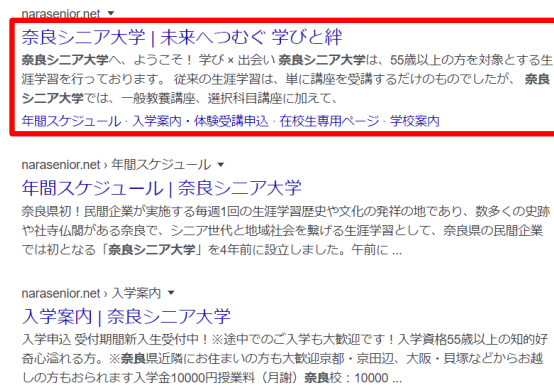 narasenior.net ▼
奈良シニア大学 | 未来へつむぐ 学びと絆
奈良シニア大学へ、ようこそ！ 学び × 出会い 奈良シニア大学は、55歳以上の方を対象とする生
涯学習を行っております。 従来の生涯学習は、単に講座を受講するだけのものでしたが、 奈良
シニア大学では、一般教養講座、選択科目講座に加えて、
年間スケジュール · 入学案内・体験受講申込 · 在校生専用ページ · 学校案内
narasenior.net › 年間スケジュール ▼
年間スケジュール | 奈良シニア大学
奈良県初！民間企業が実施する毎週1回の生涯学習歴史や文化の発祥の地であり、数多くの史跡
や社寺仏閣がある奈良で、シニア世代と地域社会を繋げる生涯学習として、奈良県の民間企業
では初となる「奈良シニア大学」を4年前に設立しました。午前に ...
narasenior.net › 入学案内 ▼
入学案内 | 奈良シニア大学
入学申込 受付期間新入生受付中！※途中でのご入学も大歓迎です！入学資格55歳以上の知的好
奇心溢れる方。※奈良県近隣にお住まいの方も大歓迎京都・京田辺、大阪・貝塚などからお越
しの方もおられます入学金10000円授業料（月謝）奈良校：10000 ...